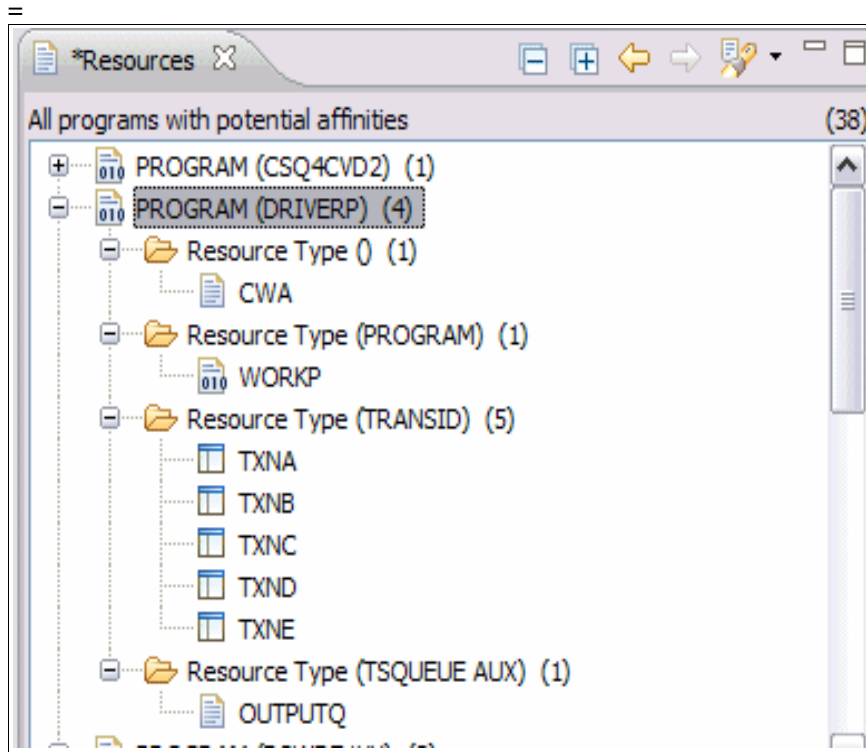 =
*Resources
All programs with potential affinities (38)
PROGRAM (CSQ4CVD2) (1)
PROGRAM (DRIVERP) (4)
Resource Type () (1)
CWA
Resource Type (PROGRAM) (1)
WORKP
Resource Type (TRANSID) (5)
TXNA
TXNB
TXNC
TXND
TXNE
Resource Type (TSQUEUE AUX) (1)
OUTPUTQ